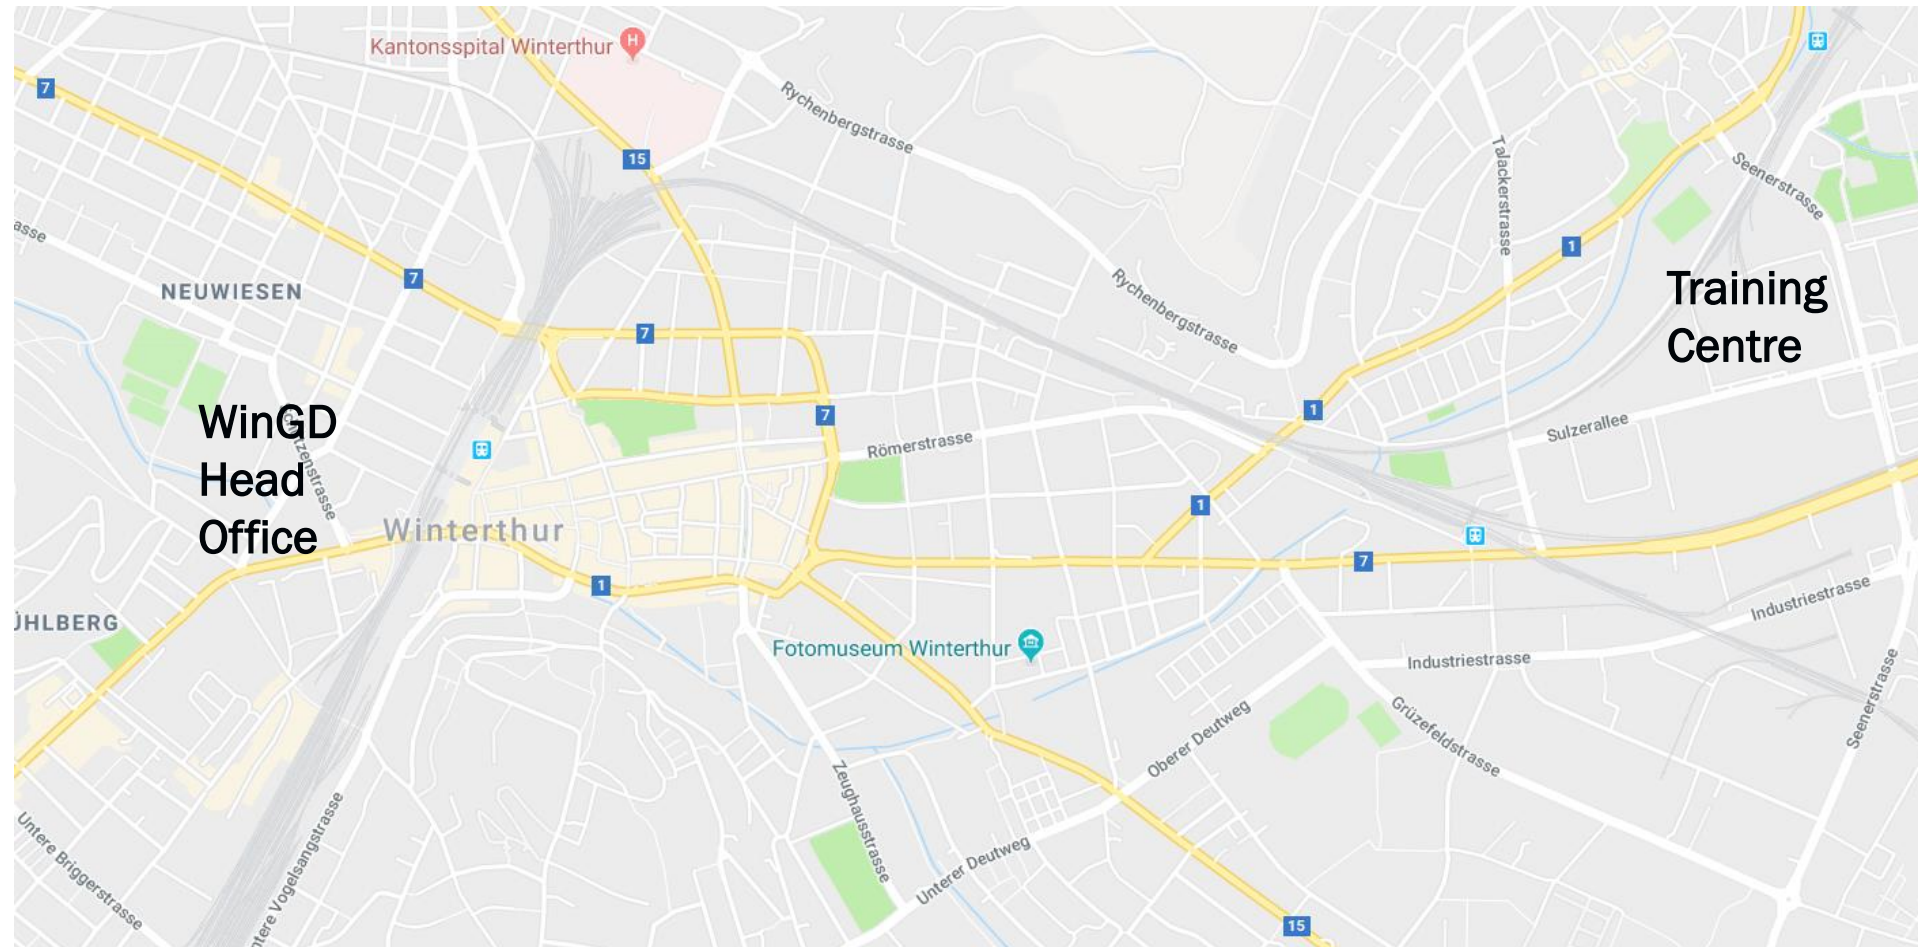 Kantonsspital Winterthur
H
7
15
Rychenbergstrasse
Talackerstrasse
Seenerstrasse
asse
NEUWIESEN
7
1
Rychenbergstrasse
Training
Centre
7
7
1
WinGD
Head
Office
Römerstrasse
Sulzerallee
1
Winterthur
7
1
Industriestrasse
ÜHLBERG
Fotomuseum Winterthur
Industriestrasse
Seenerstrasse
Grüzefeldstrasse
Oberer Deutweg
Zeughausstrasse
Untere Briggerstrasse
ntere Vogelsangstrasse
Unterer Deutweg
15